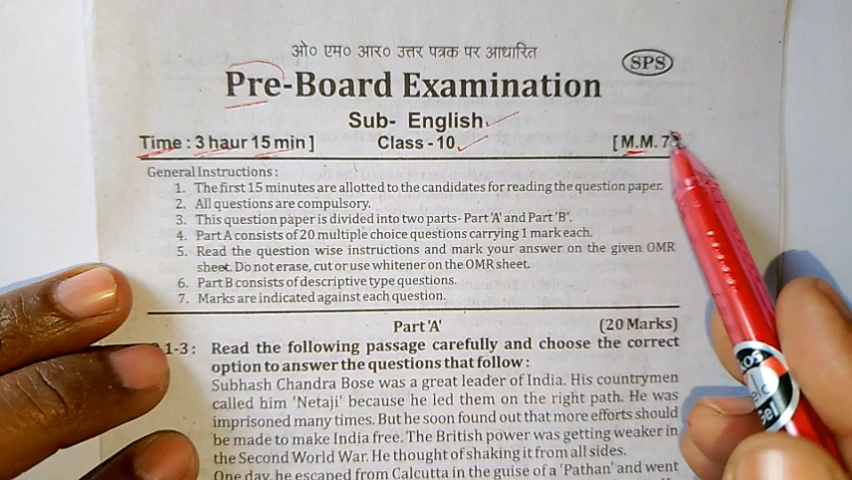 ओ० एम० आर० उत्तर पत्रक पर आधारित
SPS
Pre-Board Examination
Sub- English
Time : 3 haur 15 min ] Class - 10 [ M.M. 7
General Instructions :
1. The first 15 minutes are allotted to the candidates for reading the question paper.
2. All questions are compulsory.
3. This question paper is divided into two parts- Part 'A' and Part 'B'.
4. Part A consists of 20 multiple choice questions carrying 1 mark each.
5. Read the question wise instructions and mark your answer on the given OMR
sheet. Do not erase, cut or use whitener on the OMR sheet.
6. Part B consists of descriptive type questions.
7. Marks are indicated against each question.
Part 'A' (20 Marks)
1-3 : Read the following passage carefully and choose the correct
option to answer the questions that follow :
Subhash Chandra Bose was a great leader of India. His countrymen
called him 'Netaji' because he led them on the right path. He was
imprisoned many times. But he soon found out that more efforts should
be made to make India free. The British power was getting weaker in
the Second World War. He thought of shaking it from all sides.
One day, he escaped from Calcutta in the guise of a 'Pathan' and went